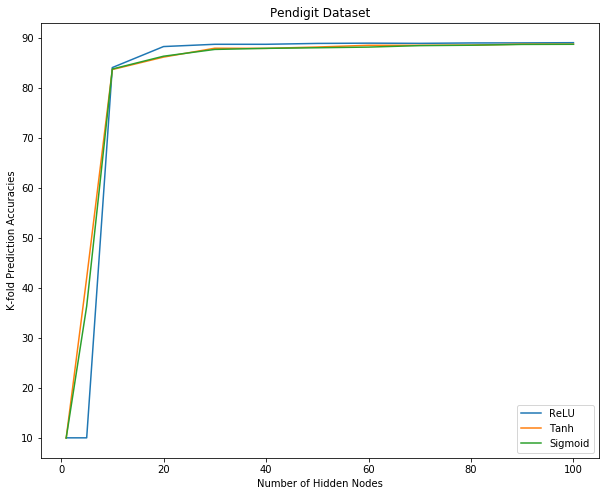 Pendigit Dataset
K-fold Prediction Accuracies
90
80
70
60
50
40
30
20
10
0 20 40 60 80 100
Number of Hidden Nodes
ReLU
Tanh
Sigmoid